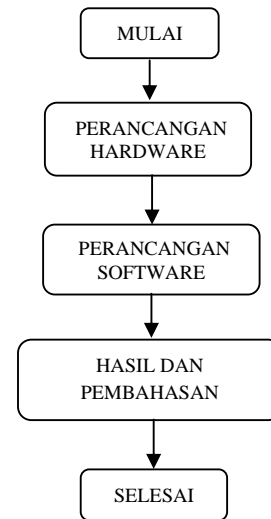 MULAI
PERANCANGAN
HARDWARE
PERANCANGAN
SOFTWARE
HASIL DAN
PEMBAHASAN
SELESAI